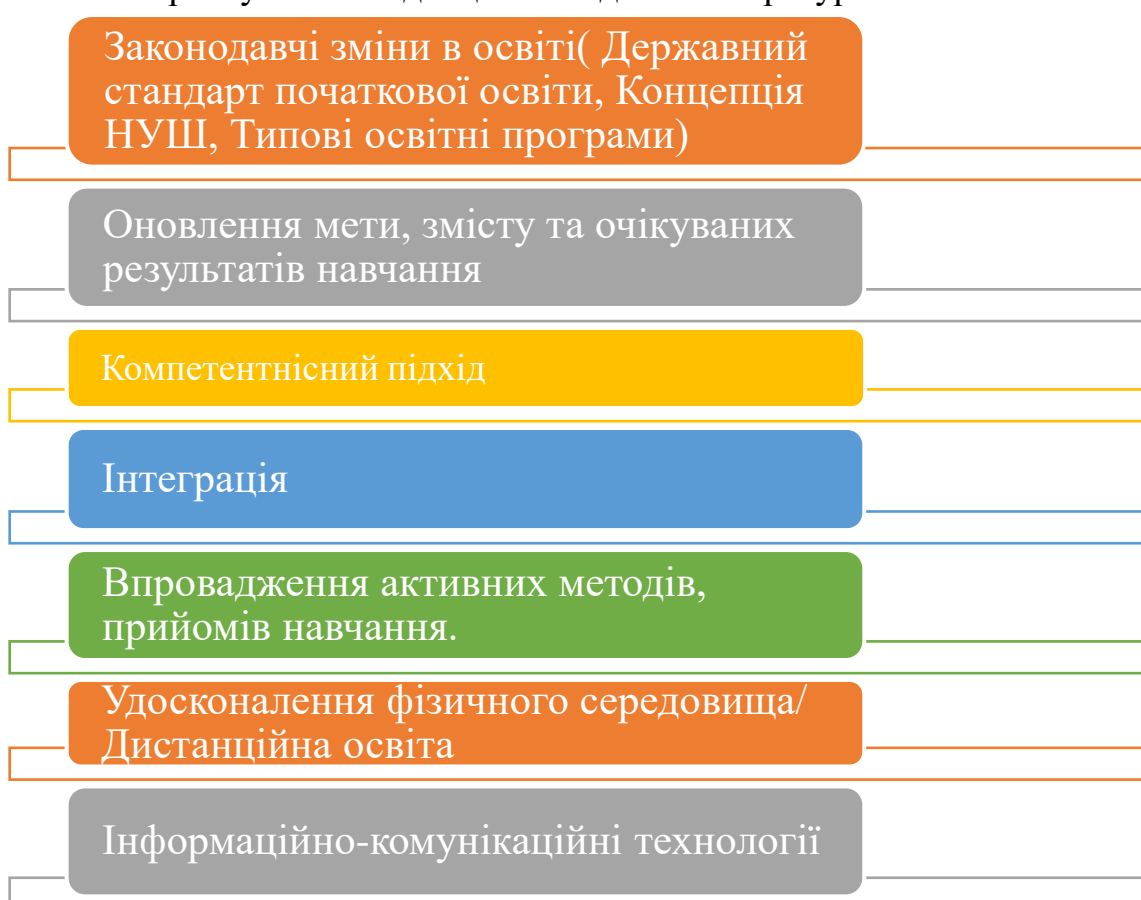 Законодавчі зміни в освіті( Державний
стандарт початкової освіти, Концепція
НУШ, Типові освітні програми)
Оновлення мети, змісту та очікуваних
результатів навчання
Компетентнісний підхід
Інтеграція
Впровадження активних методів,
прийомів навчання.
Удосконалення фізичного середовища/
Дистанційна освіта
Інформаційно-комунікаційні технології